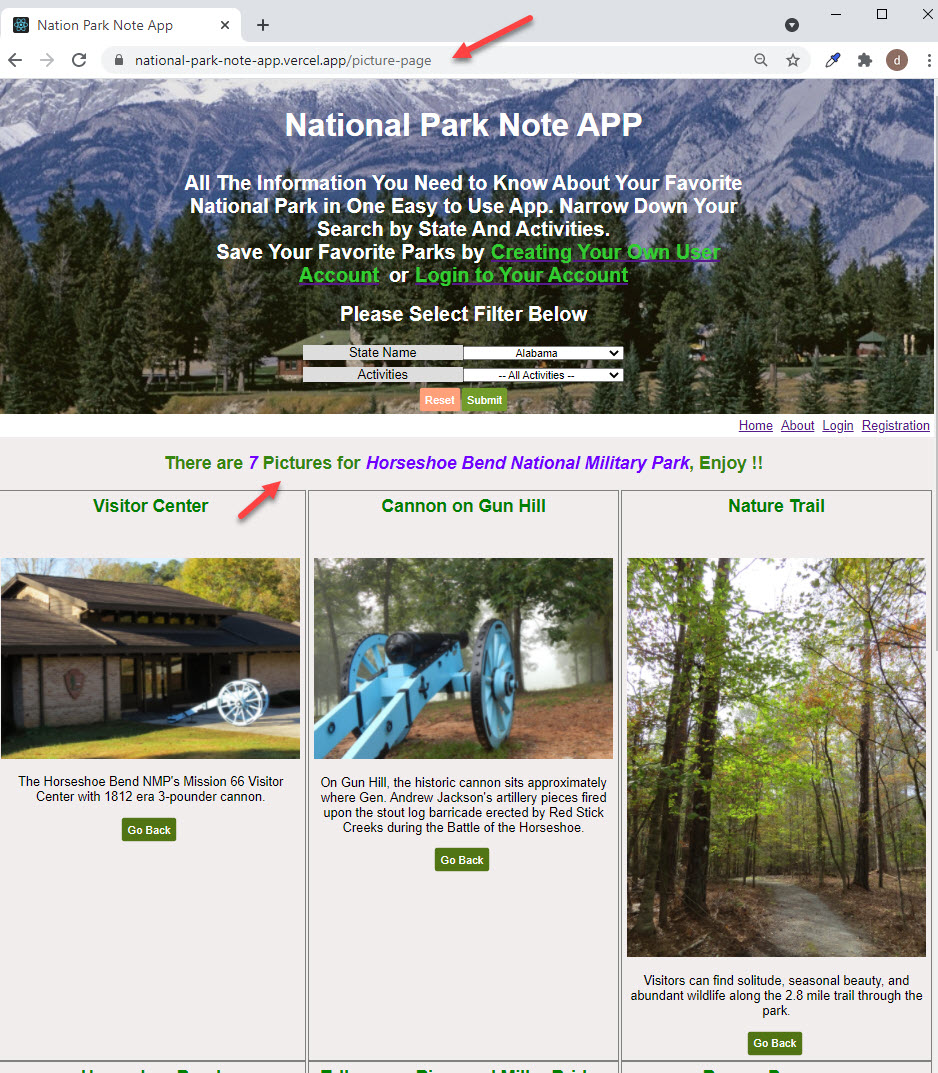 Nation Park Note App
national-park-note-app.vercel.app/picture-page
d
National Park Note APP
All The Information You Need to Know About Your Favorite
National Park in One Easy to Use App. Narrow Down Your
Search by State And Activities.
Save Your Favorite Parks by Creating Your Own User
Account or Login to Your Account
Please Select Filter Below
State Name Alabama
Activities -- All Activities --
Reset Submit
Home About Login Registration
There are 7 Pictures for Horseshoe Bend National Military Park, Enjoy !!
Visitor Center
The Horseshoe Bend NMP's Mission 66 Visitor
Center with 1812 era 3-pounder cannon.
Go Back
Cannon on Gun Hill
On Gun Hill, the historic cannon sits approximately
where Gen. Andrew Jackson's artillery pieces fired
upon the stout log barricade erected by Red Stick
Creeks during the Battle of the Horseshoe.
Go Back
Nature Trail
Visitors can find solitude, seasonal beauty, and
abundant wildlife along the 2.8 mile trail through the
park.
Go Back